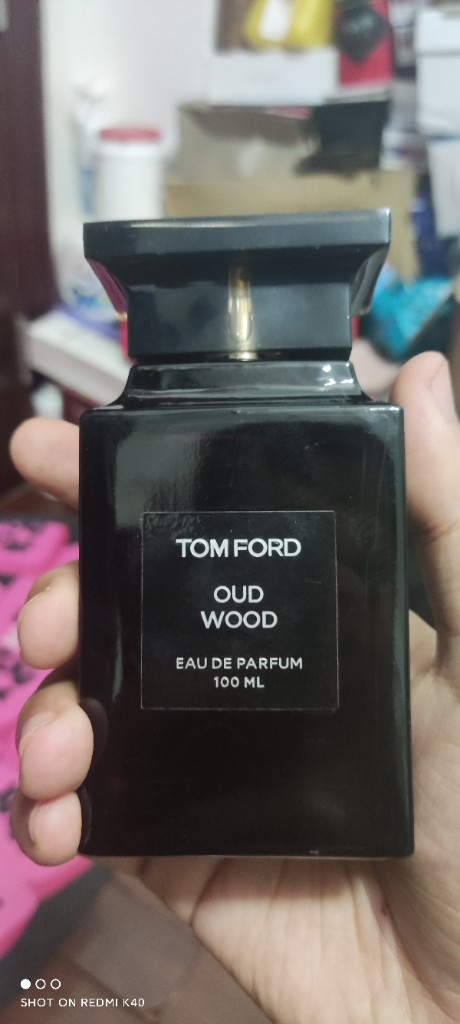 TOM FORD
OUD
WOOD
EAU DE PARFUM
100 ML
SHOT ON REDMI K40